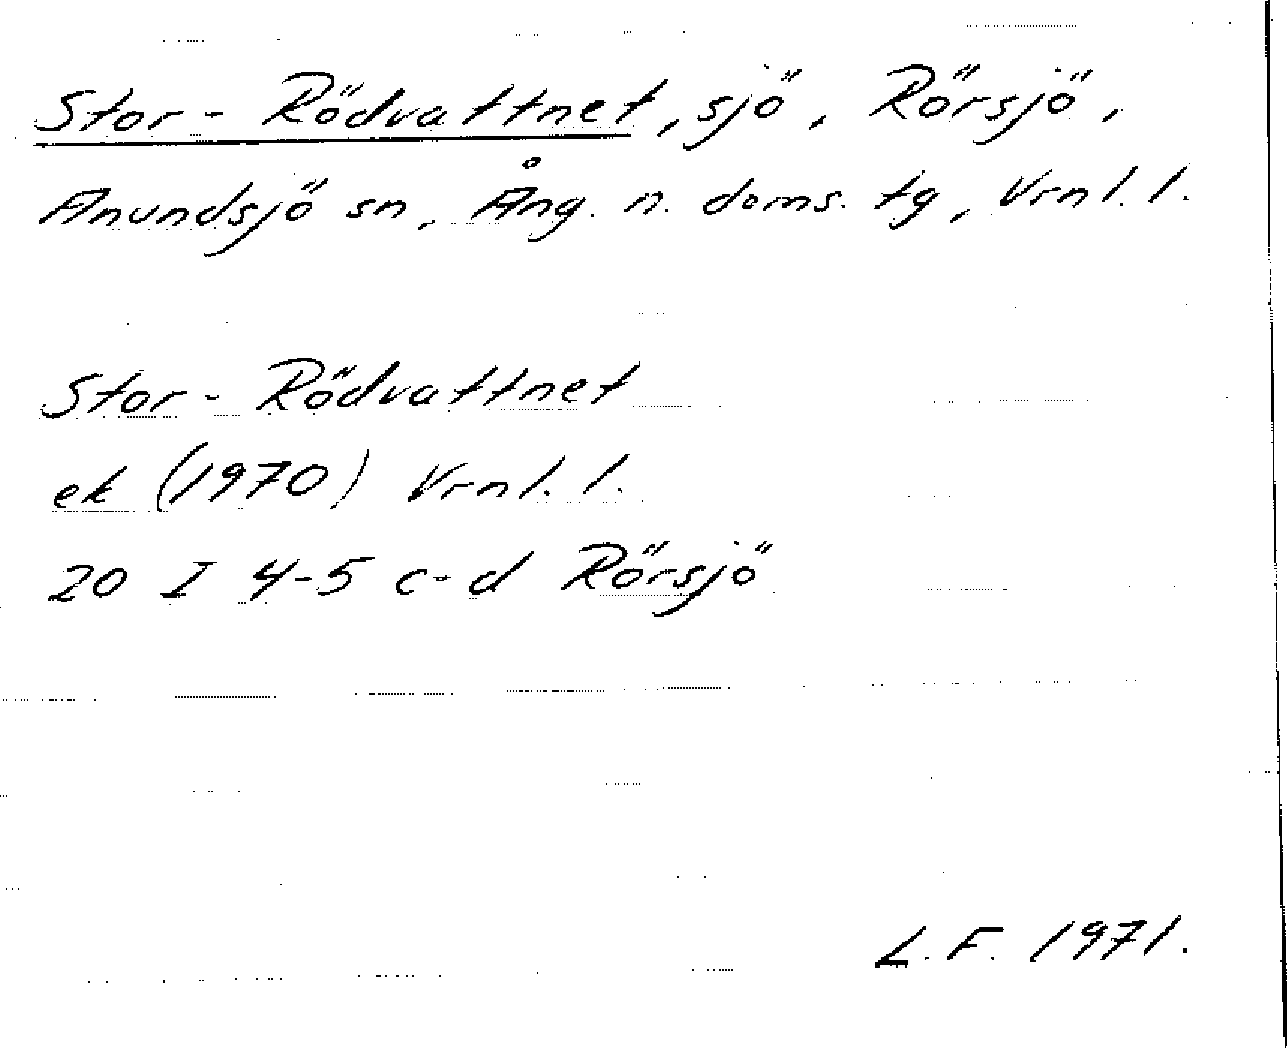 Stor-Rödvattnet, sjö, Rörsjö,
Anundsjö sn, Ång. n. doms. tg, Vrnl. l.
Stor-Rödvattnet
ek (1970) Vrnl. l.
20 I 4-5 c-d Rörsjö
L.F. 1971.